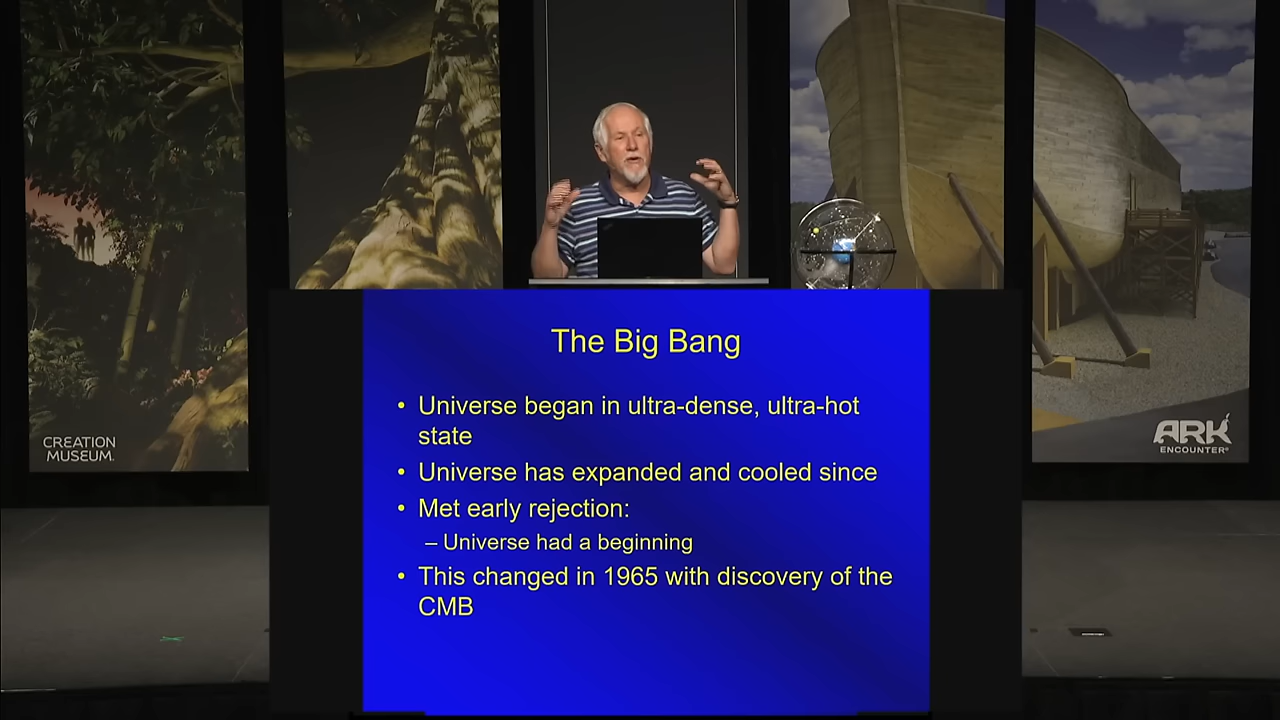 CREATION
MUSEUM.
ARK
ENCOUNTER
The Big Bang
• Universe began in ultra-dense, ultra-hot
state
• Universe has expanded and cooled since
• Met early rejection:
– Universe had a beginning
• This changed in 1965 with discovery of the
CMB